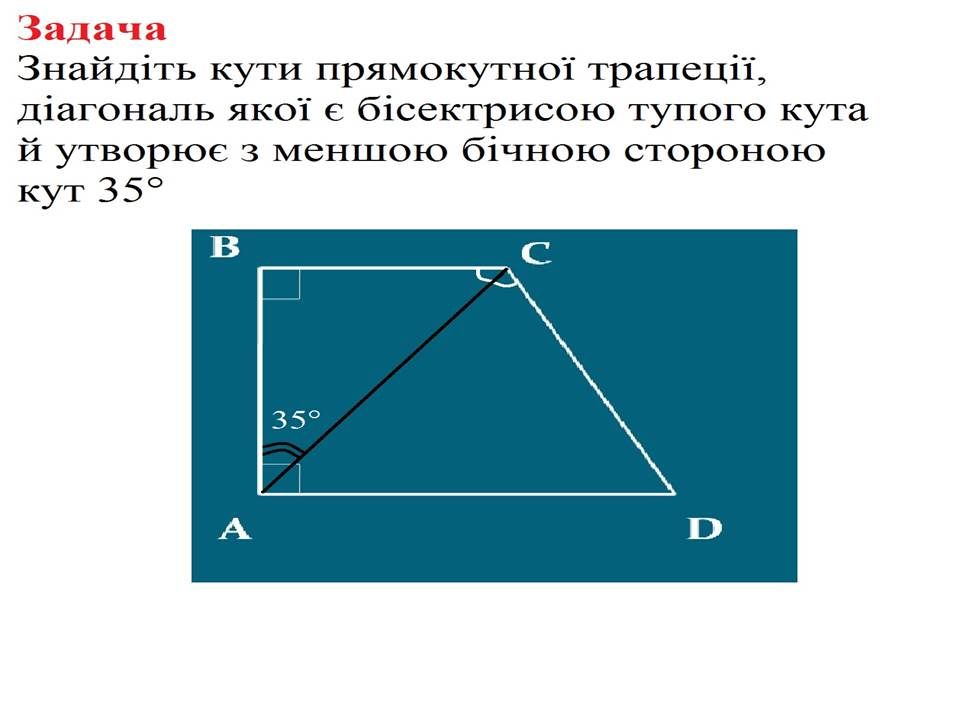 Задача
Знайдіть кути прямокутної трапеції,
діагональ якої є бісектрисою тупого кута
й утворює з меншою бічною стороною
кут 35°
B
C
35°
A
D